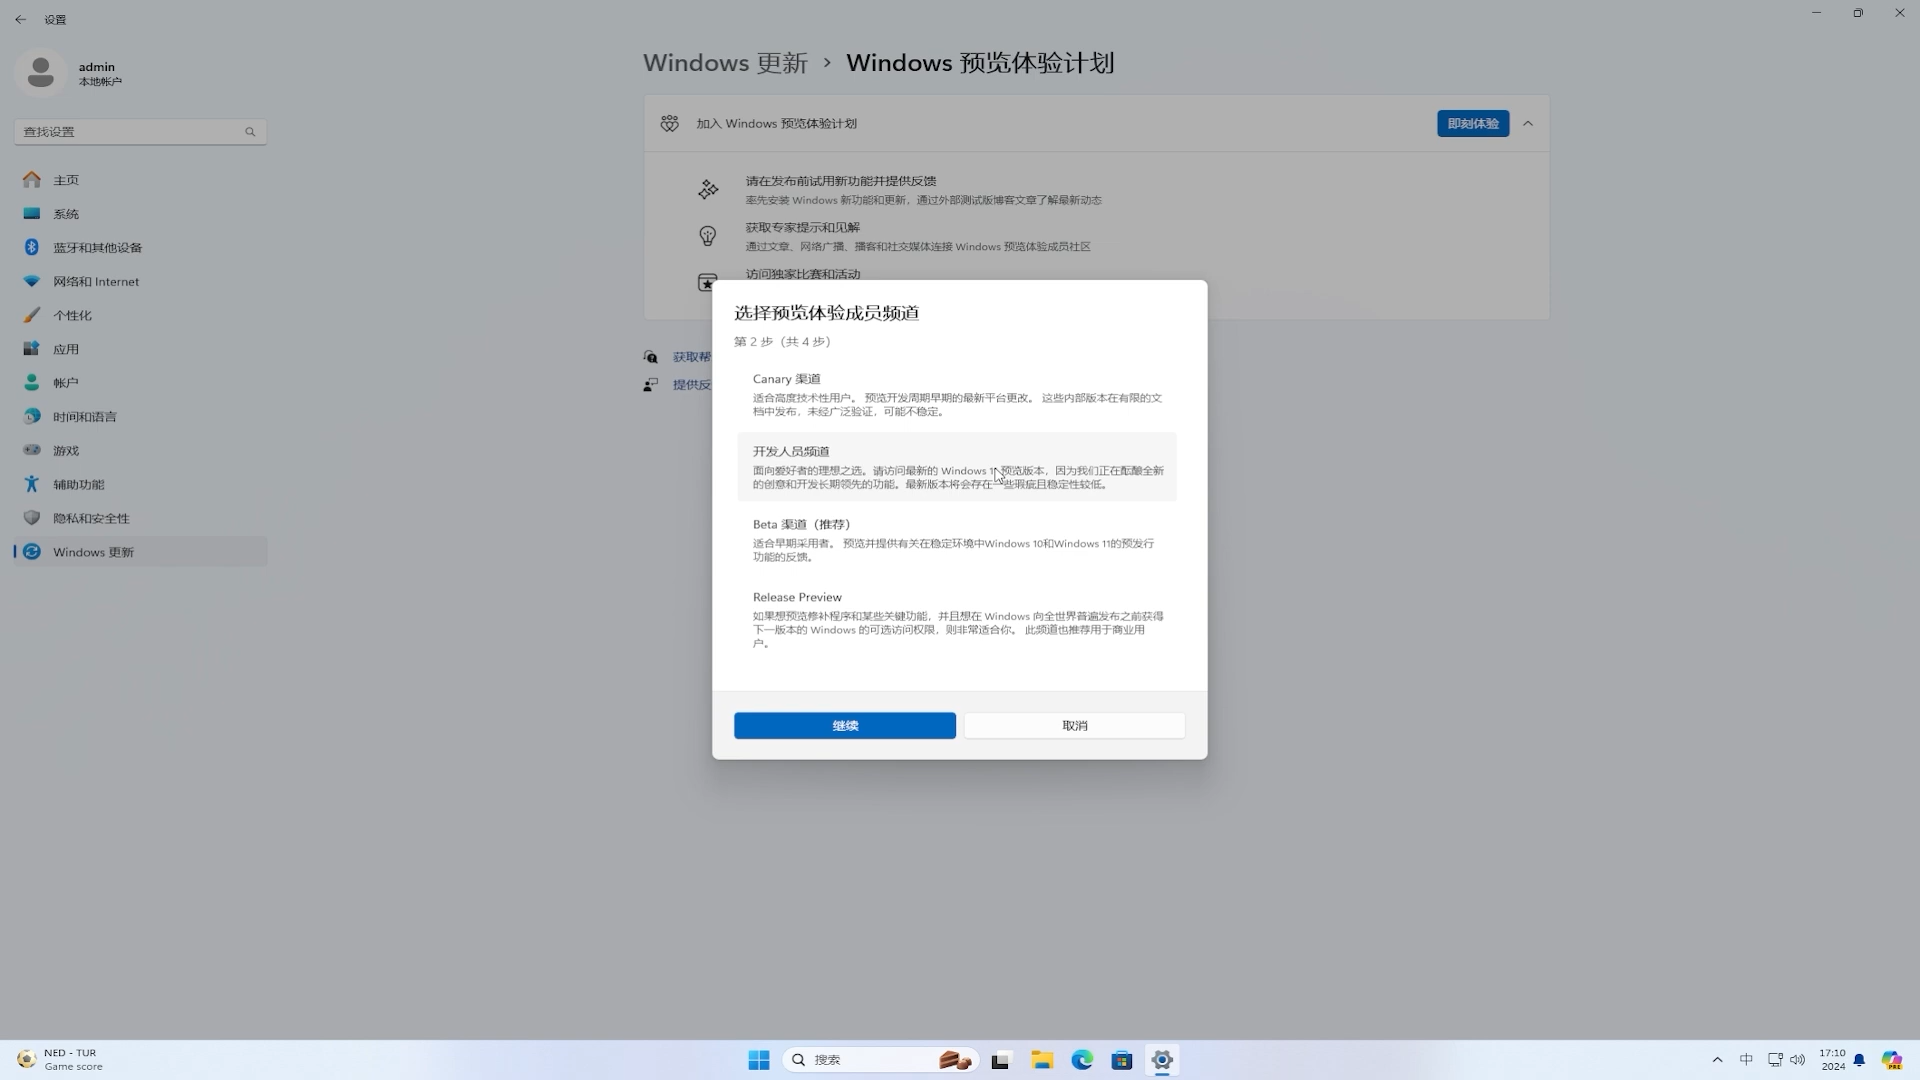 设置
admin
本地帐户
查找设置
主页
系统
蓝牙和其他设备
网络和 Internet
个性化
应用
帐户
时间和语言
游戏
辅助功能
隐私和安全性
Windows 更新
Windows 更新 › Windows 预览体验计划
加入 Windows 预览体验计划
即刻体验
请在发布前试用新功能并提供反馈
率先安装 Windows 新功能和更新，通过外部测试版博客文章了解最新动态
获取专家提示和见解
通过文章、网络广播、播客和社交媒体连接 Windows 预览体验成员社区
访问独家比赛和活动
获取帮
提供反
选择预览体验成员频道
第 2 步（共 4 步）
Canary 渠道
适合高度技术性用户。 预览开发周期早期的最新平台更改。 这些内部版本在有限的文
档中发布，未经广泛验证，可能不稳定。
开发人员频道
面向爱好者的理想之选。请访问最新的 Windows 1 预览版本，因为我们正在酝酿全新
的创意和开发长期领先的功能。最新版本将会存在一些瑕疵且稳定性较低。
Beta 渠道（推荐）
适合早期采用者。 预览并提供有关在稳定环境中Windows 10和Windows 11的预发行
功能的反馈。
Release Preview
如果想预览修补程序和某些关键功能，并且想在 Windows 向全世界普遍发布之前获得
下一版本的 Windows 的可选访问权限，则非常适合你。 此频道也推荐用于商业用
户。
继续
取消
NED - TUR
Game score
搜索
中
17:10
2024
PRE